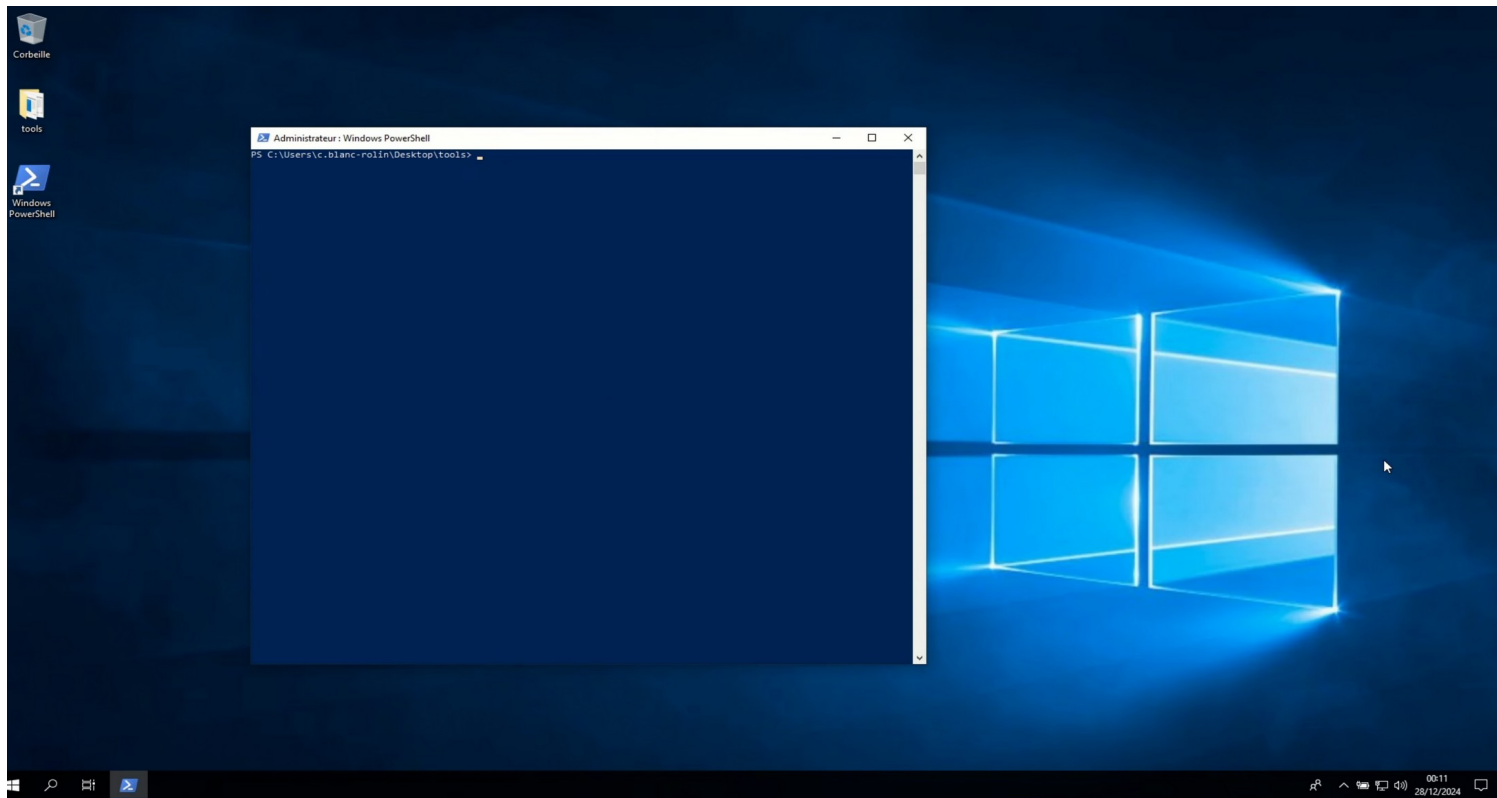 Corbeille
tools
Windows
PowerShell
Administrateur : Windows PowerShell
PS C:\Users\c.blanc-rolin\Desktop\tools>
00:11
28/12/2024